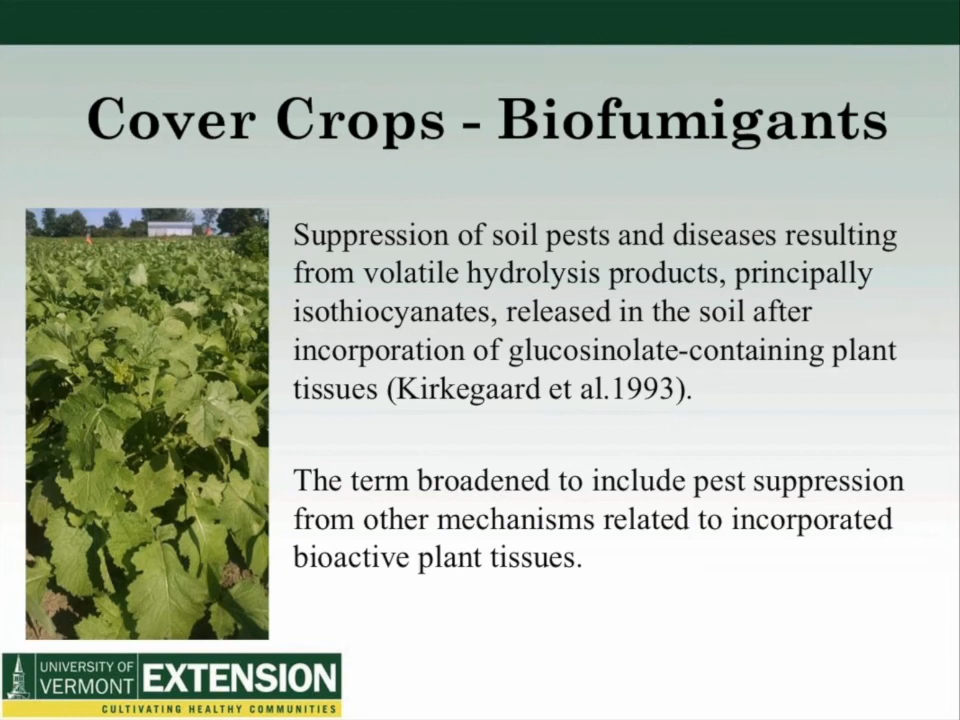 Cover Crops - Biofumigants
Suppression of soil pests and diseases resulting
from volatile hydrolysis products, principally
isothiocyanates, released in the soil after
incorporation of glucosinolate-containing plant
tissues (Kirkegaard et al.1993).
The term broadened to include pest suppression
from other mechanisms related to incorporated
bioactive plant tissues.
UNIVERSITY OF
VERMONT
EXTENSION
CULTIVATING HEALTHY COMMUNITIES